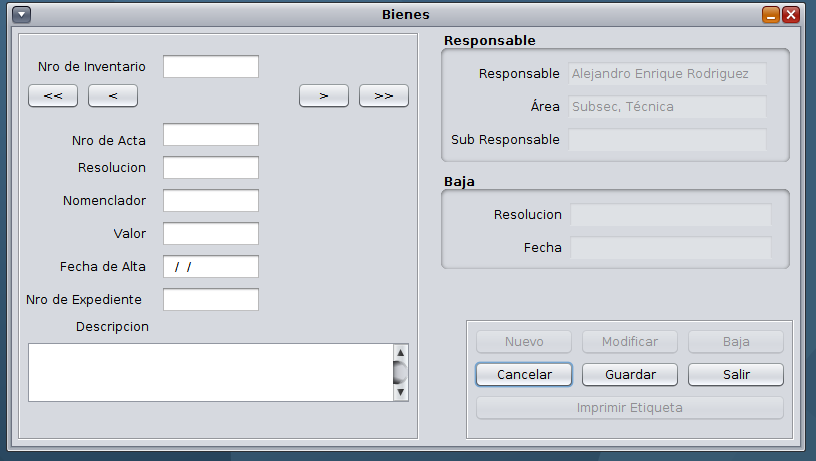 Bienes
Nro de Inventario
<< < > >>
Nro de Acta
Resolucion
Nomenclador
Valor
Fecha de Alta / /
Nro de Expediente
Descripcion
Responsable
Responsable Alejandro Enrique Rodriguez
Área Subsec, Técnica
Sub Responsable
Baja
Resolucion
Fecha
Nuevo Modificar Baja
Cancelar Guardar Salir
Imprimir Etiqueta